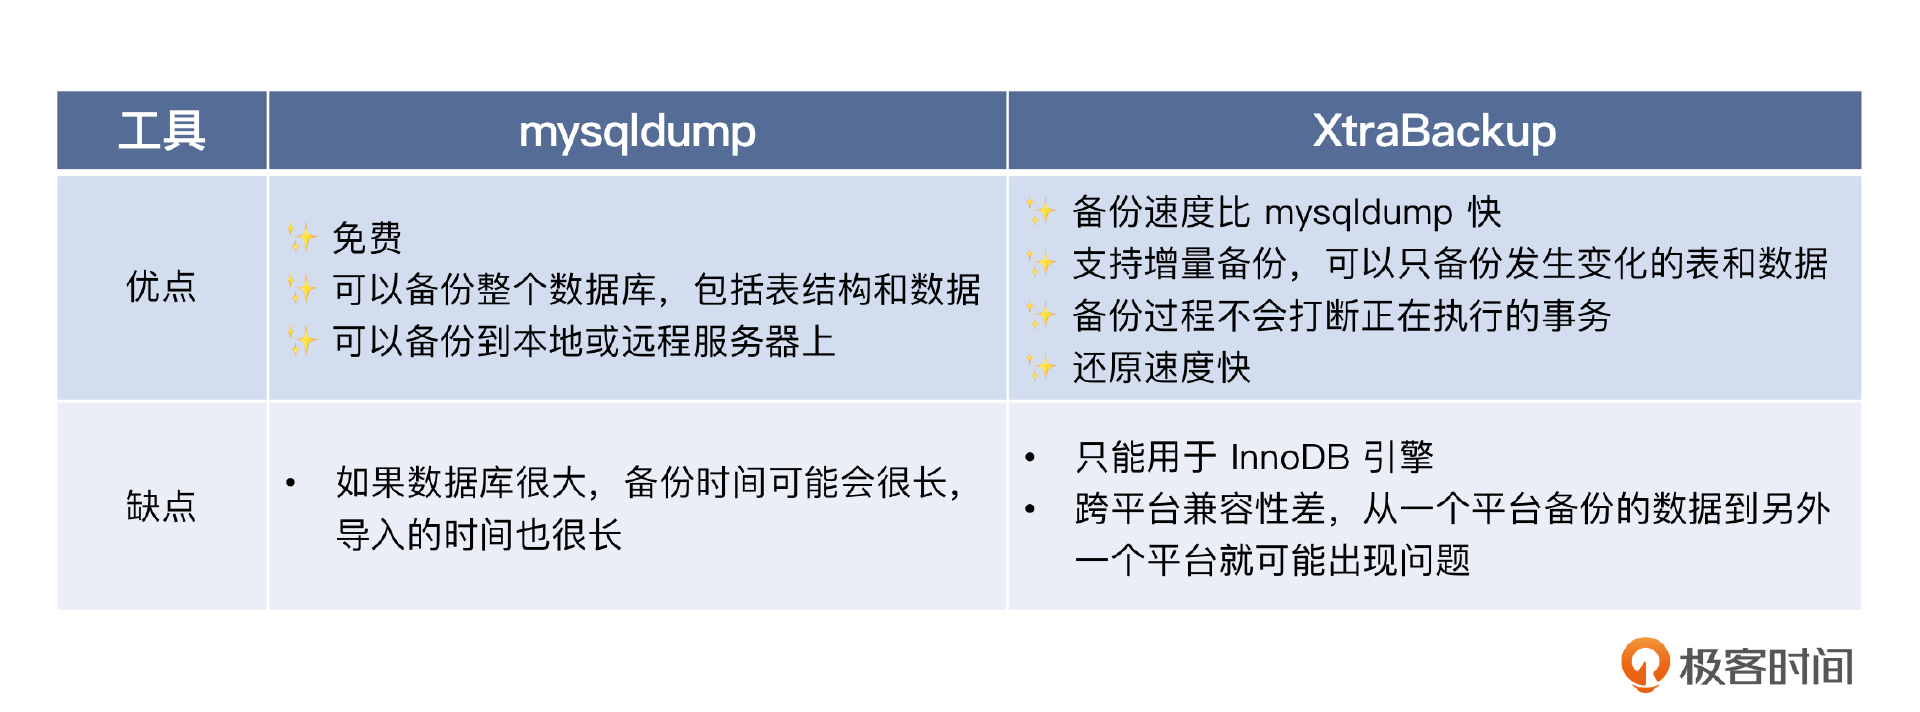 工具
mysqldump
XtraBackup
优点
✨ 免费
✨ 可以备份整个数据库，包括表结构和数据
✨ 可以备份到本地或远程服务器上
✨ 备份速度比 mysqldump 快
✨ 支持增量备份，可以只备份发生变化的表和数据
✨ 备份过程不会打断正在执行的事务
✨ 还原速度快
缺点
• 如果数据库很大，备份时间可能会很长，
导入的时间也很长
• 只能用于 InnoDB 引擎
• 跨平台兼容性差，从一个平台备份的数据到另外
一个平台就可能出现问题
极客时间